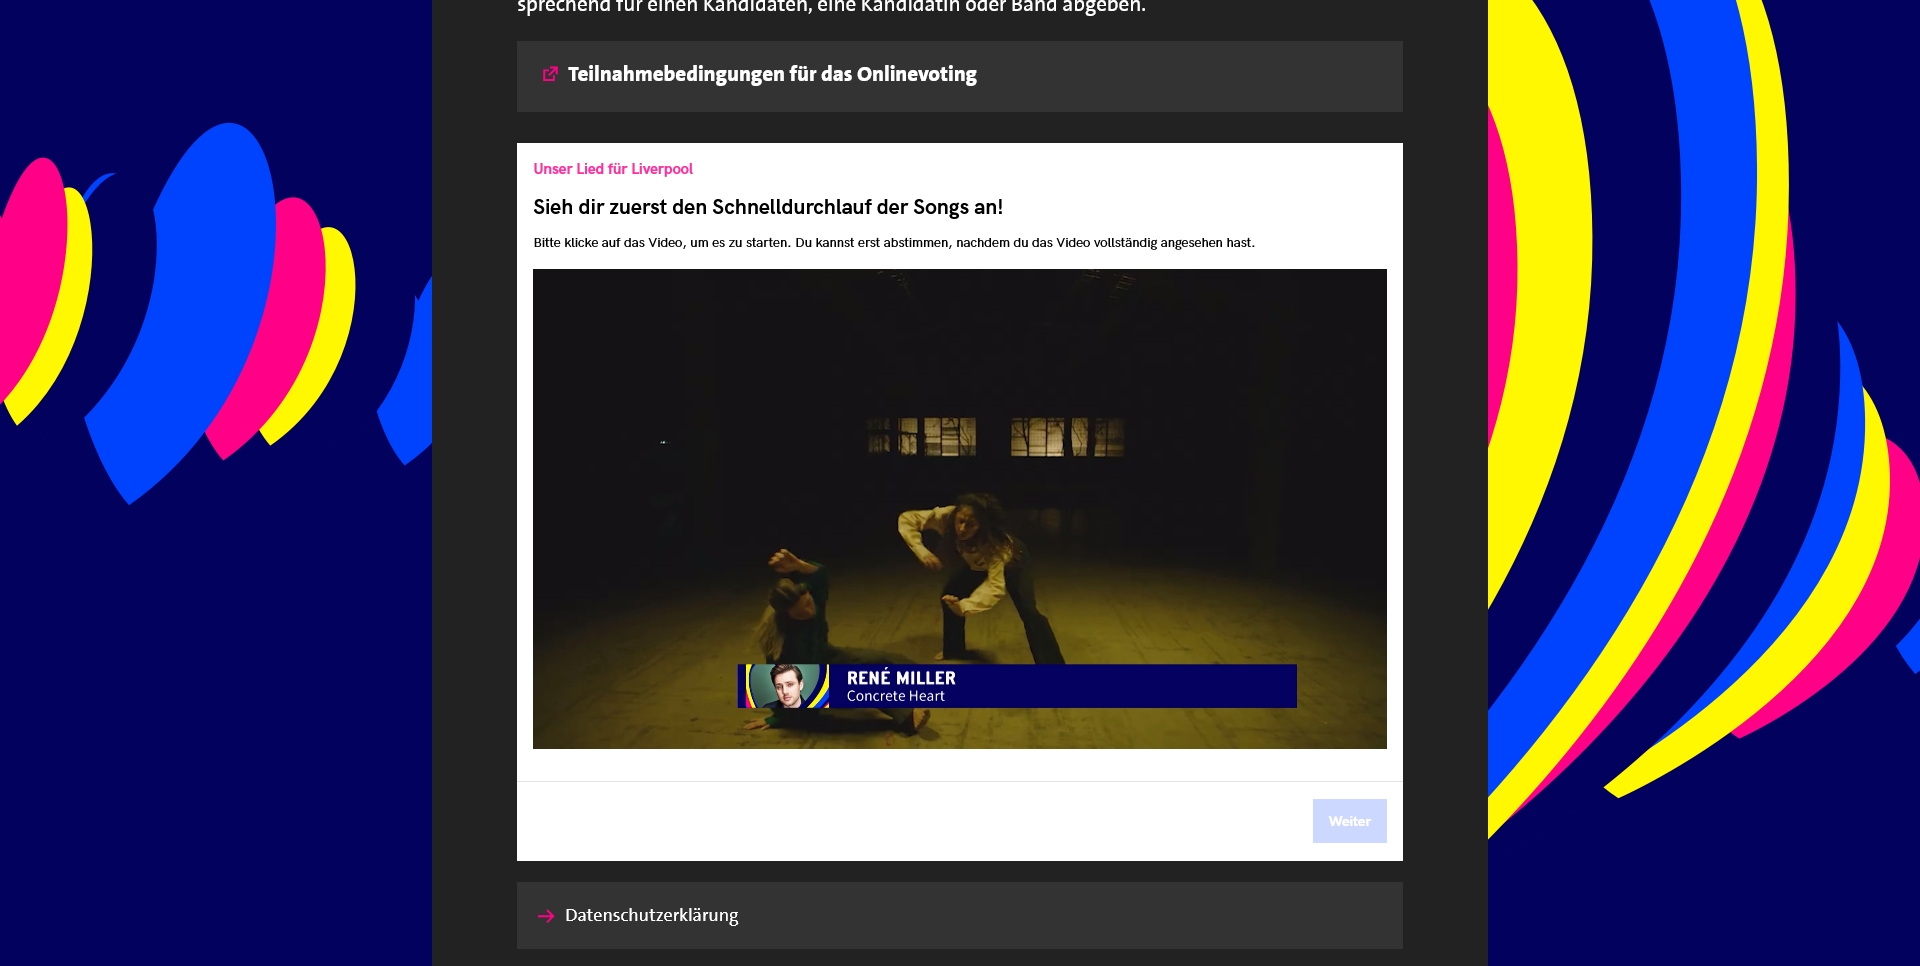 sprechend für einen Kandidaten, eine Kandidatin oder Band abgeben.
Teilnahmebedingungen für das Onlinevoting
Unser Lied für Liverpool
Sieh dir zuerst den Schnelldurchlauf der Songs an!
Bitte klicke auf das Video, um es zu starten. Du kannst erst abstimmen, nachdem du das Video vollständig angesehen hast.
RENÉ MILLER
Concrete Heart
Weiter
Datenschutzerklärung